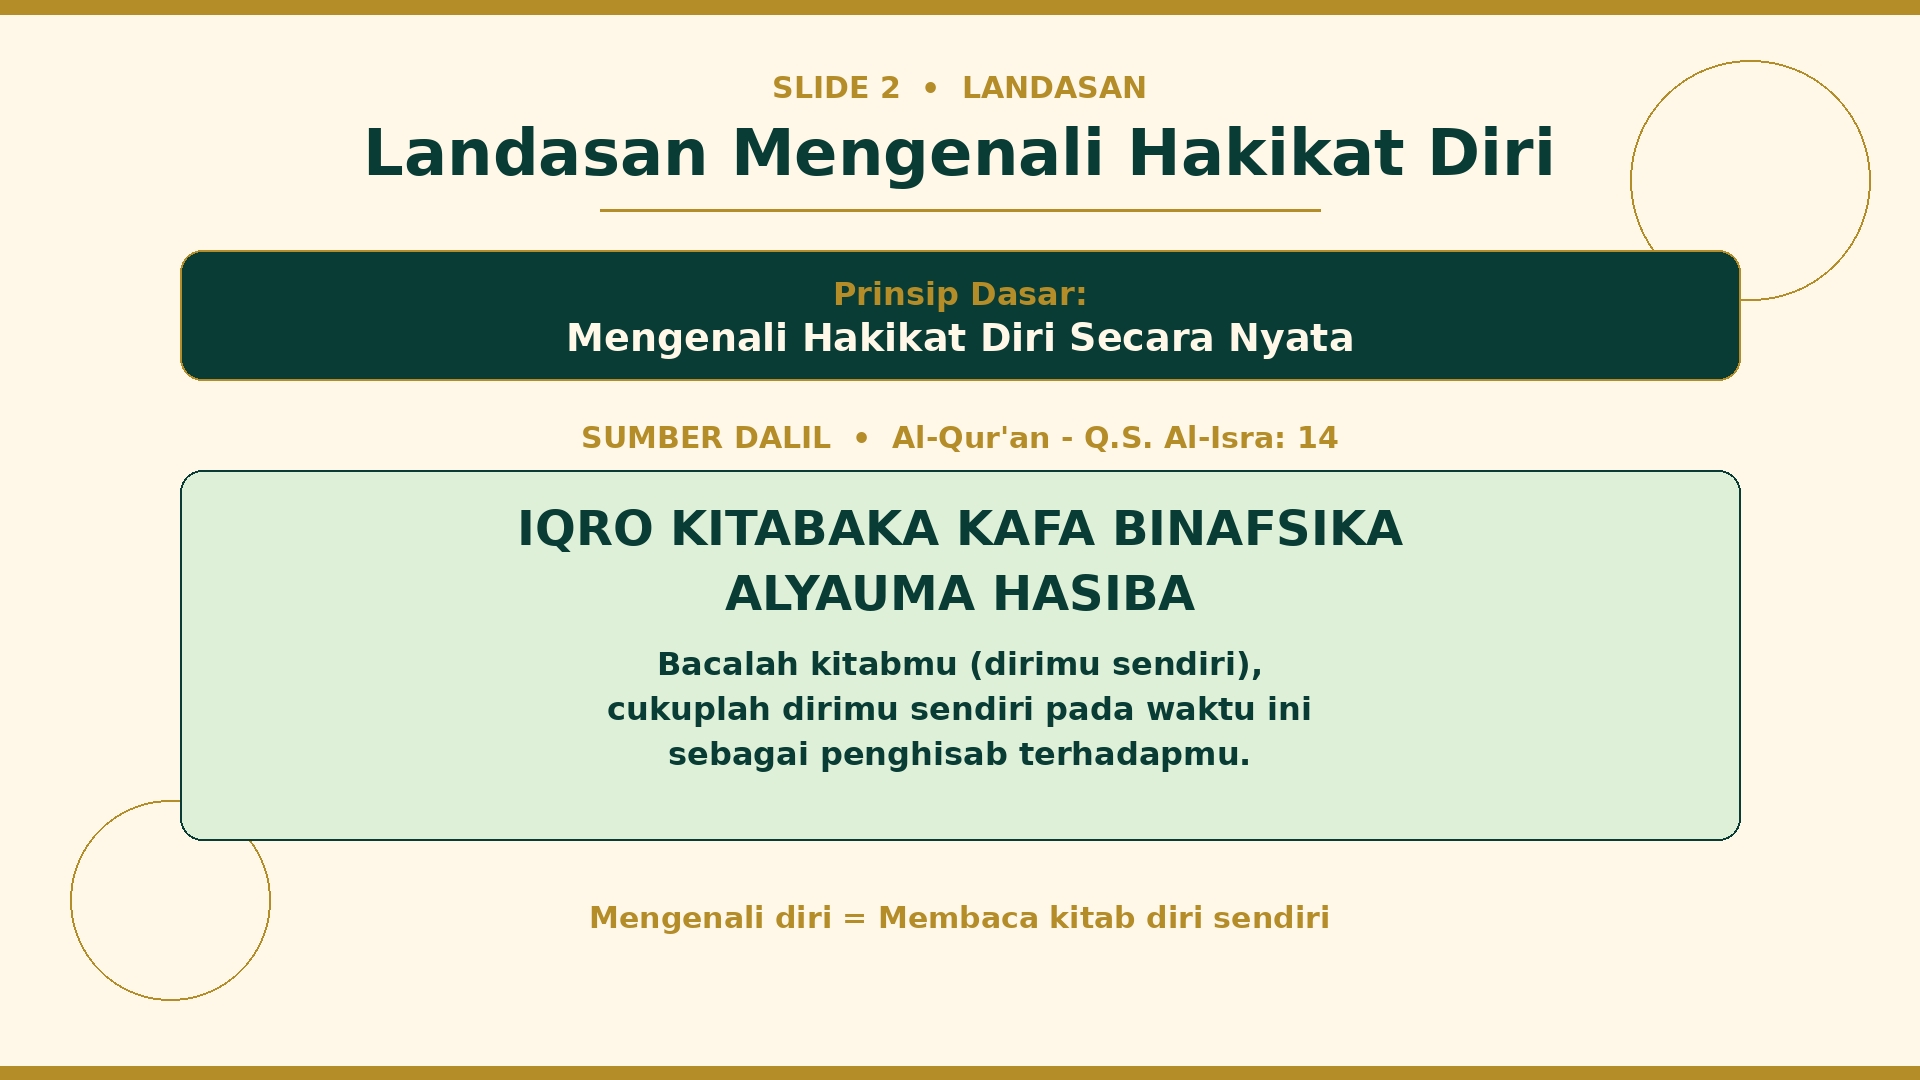 SLIDE 2 • LANDASAN
Landasan Mengenali Hakikat Diri
Prinsip Dasar:
Mengenali Hakikat Diri Secara Nyata
SUMBER DALIL • Al-Qur'an - Q.S. Al-Isra: 14
IQRO KITABAKA KAFA BINAFSIKA
ALYAUMA HASIBA
Bacalah kitabmu (dirimu sendiri),
cukuplah dirimu sendiri pada waktu ini
sebagai penghisab terhadapmu.
Mengenali diri = Membaca kitab diri sendiri